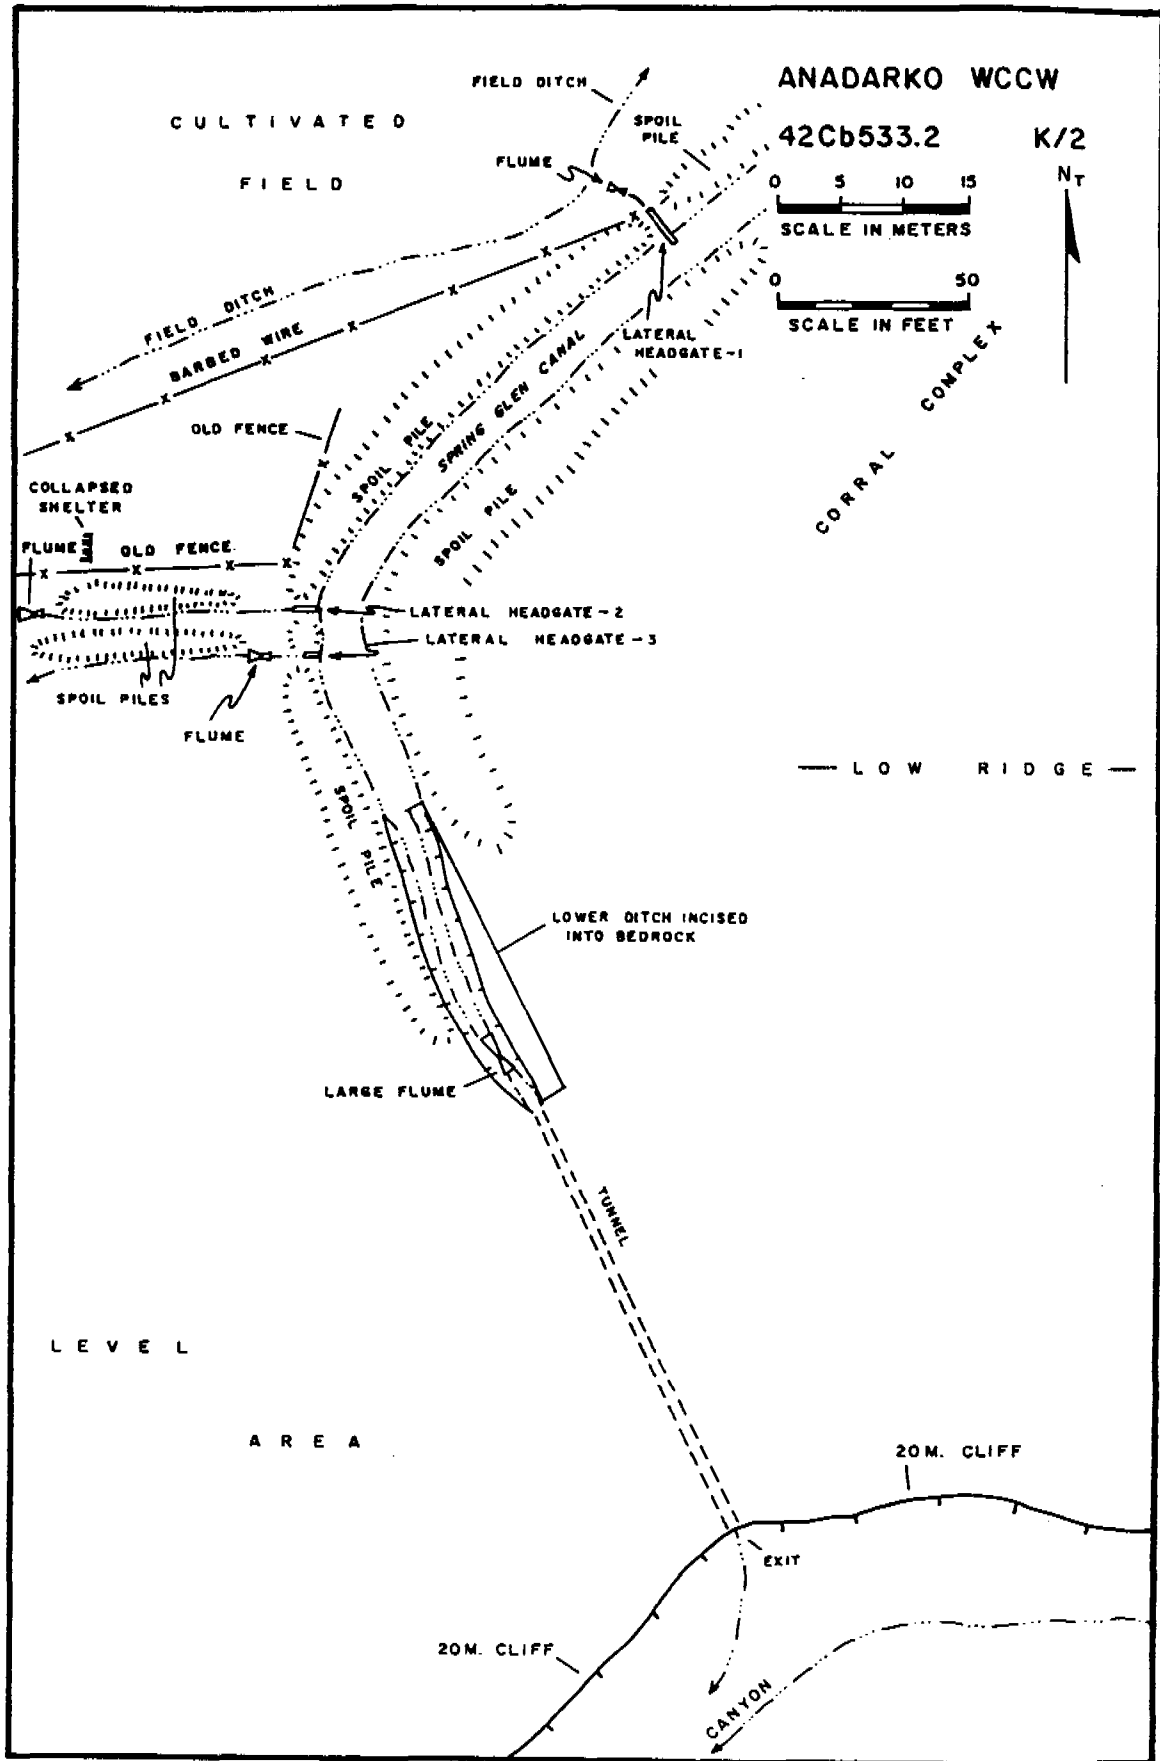 ANADARKO WCCW
42Cb533.2 K/2
0 5 10 15
SCALE IN METERS
0 50
SCALE IN FEET
NT
FIELD DITCH
CULTIVATED
FIELD
SPOIL
PILE
FLUME
FIELD DITCH
BARBED WIRE
LATERAL
HEADGATE-1
SPRING GLEN CANAL
SPOIL PILE
SPOIL PILE
CORRAL COMPLEX
OLD FENCE
COLLAPSED
SHELTER
FLUME
OLD FENCE
LATERAL HEADGATE-2
LATERAL HEADGATE-3
SPOIL PILES
FLUME
LOW RIDGE
SPOIL PILE
LOWER DITCH INCISED
INTO BEDROCK
LARGE FLUME
TUNNEL
LEVEL
AREA
20M. CLIFF
EXIT
20M. CLIFF
CANYON